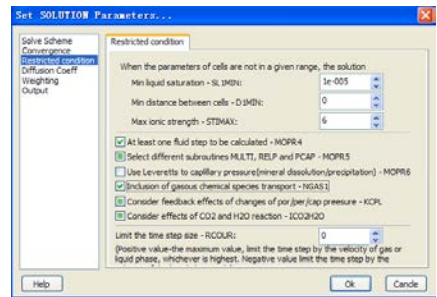 Set SOLUTION Parameters...
Solve Scheme
Convergence
Restricted condition
Diffusion Coeff
Weighting
Output
Restricted condition
When the parameters of cells are not in a given range, the solution
Min liquid saturation - SL1MIN: 1e-005
Min distance between cells - D1MIN: 0
Max ionic strength - STIMAX: 6
At least one fluid step to be calculated - MOPR4
Select different subroutines MULTI, RELP and PCAP - MOPR5
Use Leveretts to capillary pressure(mineral dissolution/precipitation) - MOPR6
Inclusion of gasous chemical species transport - NGAS1
Consider feedback effects of changes of por/per/cap preesure - KCPL
Consider effects of CO2 and H2O reaction - ICO2H2O
Limit the time step size - RCOUR: 0
(Positive value-the maximum value, limit the time step by the velocity of gas or
liquid phase, whichever is highest. Negative value limit the time step by the
Help
Ok
Cancle